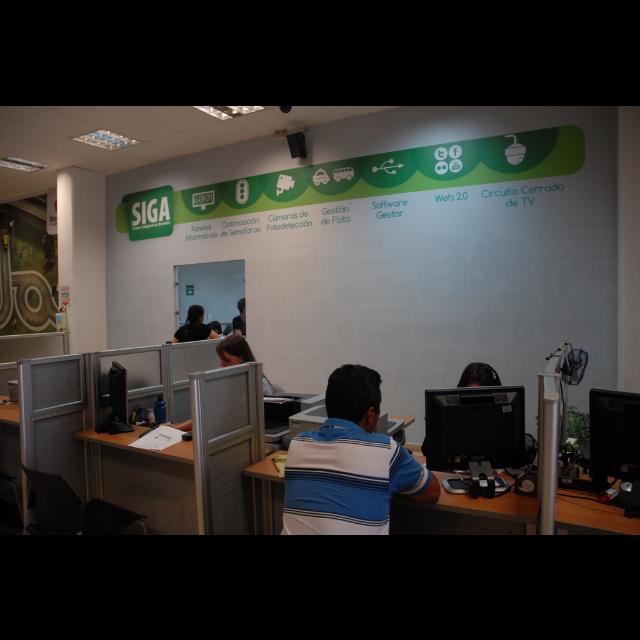 SIGA
Paneles
Informativos
Optimización
de Semáforos
Cámaras de
Fotodetección
Gestión
de Flota
Software
Gestor
Web 2.0
Circuito Cerrado
de TV